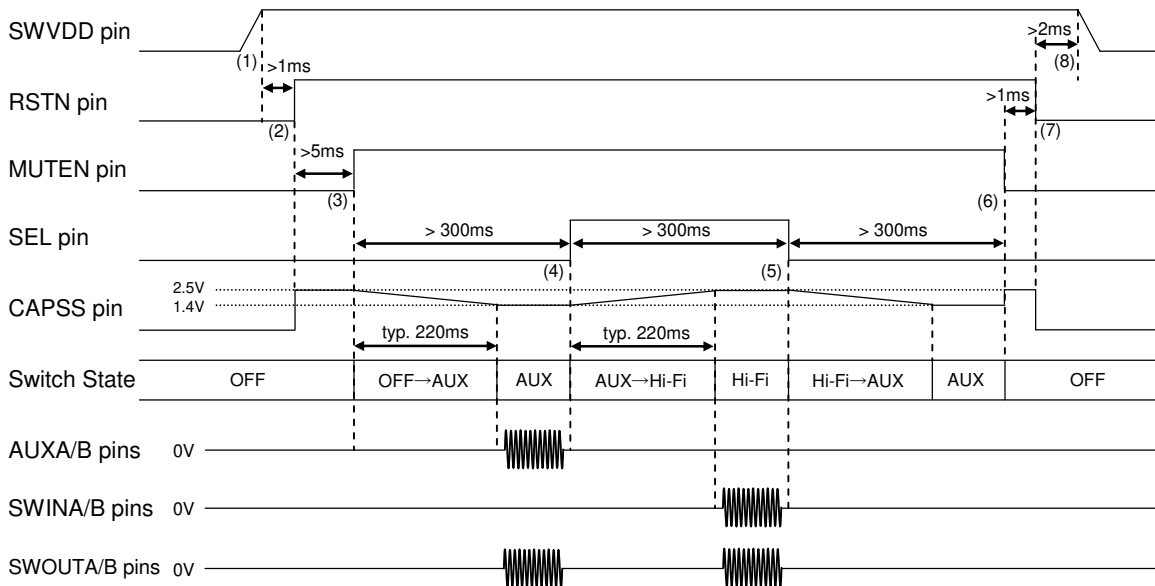 SWVDD pin
(1)
>1ms
>2ms
(8)
RSTN pin
(2)
>1ms
(7)
MUTEN pin
>5ms
(3)
(6)
SEL pin
> 300ms
> 300ms
> 300ms
(4)
(5)
CAPSS pin
2.5V
1.4V
typ. 220ms
typ. 220ms
Switch State
OFF
OFF→AUX
AUX
AUX→Hi-Fi
Hi-Fi
Hi-Fi→AUX
AUX
OFF
AUXA/B pins
0V
SWINA/B pins
0V
SWOUTA/B pins
0V